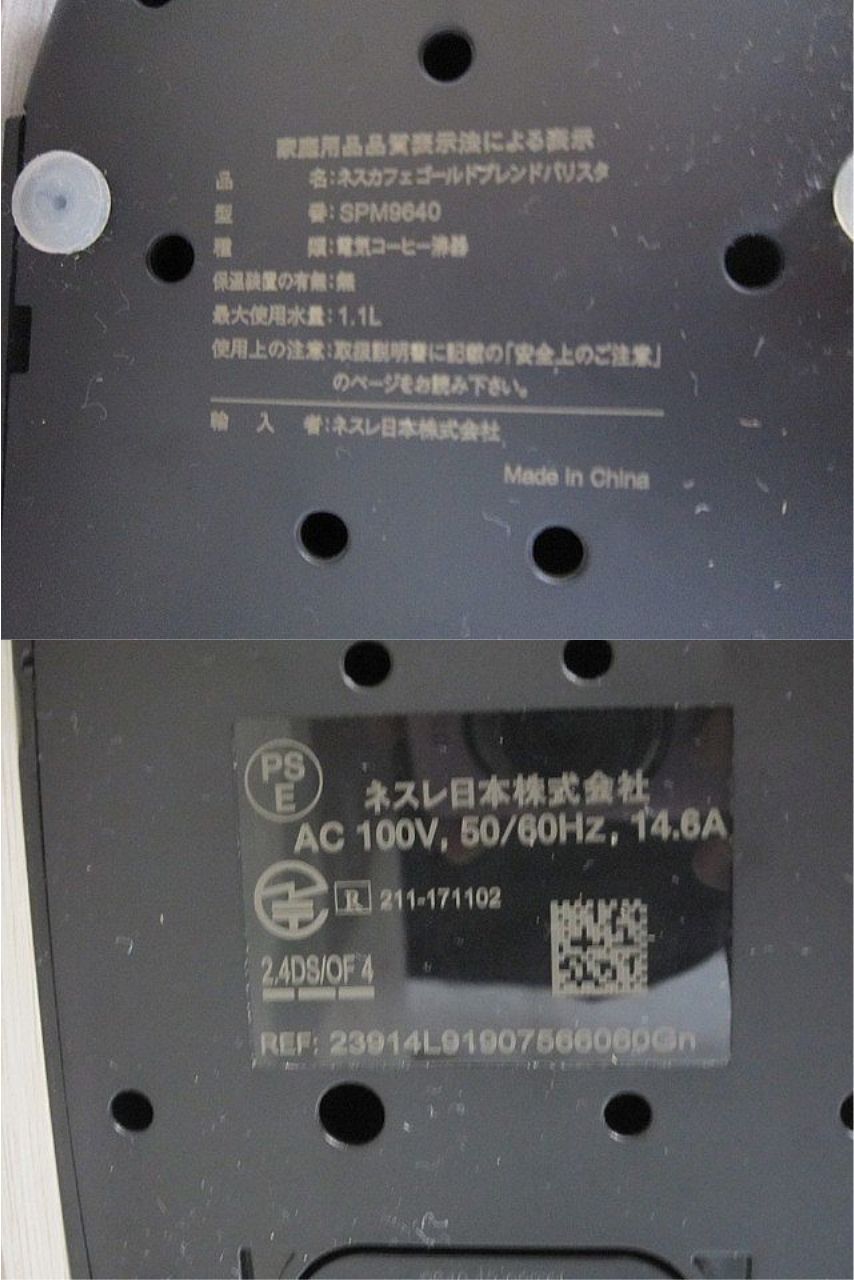 家庭用品品質表示法による表示
品 名:ネスカフェ ゴールドブレンド バリスタ
型 番:SPM9640
種 類:電気コーヒー沸器
保温装置の有無:無
最大使用水量:1.1L
使用上の注意:取扱説明書に記載の「安全上のご注意」
のページをお読み下さい。
輸 入 者:ネスレ日本株式会社
Made in China
PS
E
ネスレ日本株式会社
AC 100V, 50/60Hz, 14.6A
R 211-171102
2.4DS/OF 4
REF: 23914L91907566060Gn